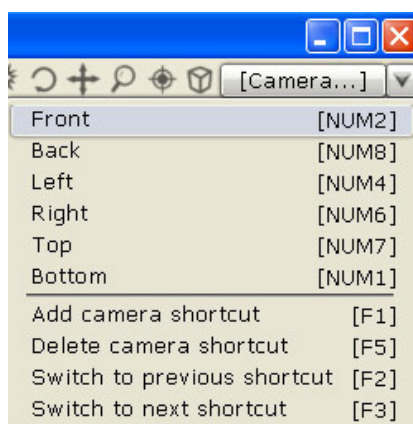 [Camera...]
Front [NUM2]
Back [NUM8]
Left [NUM4]
Right [NUM6]
Top [NUM7]
Bottom [NUM1]
Add camera shortcut [F1]
Delete camera shortcut [F5]
Switch to previous shortcut [F2]
Switch to next shortcut [F3]